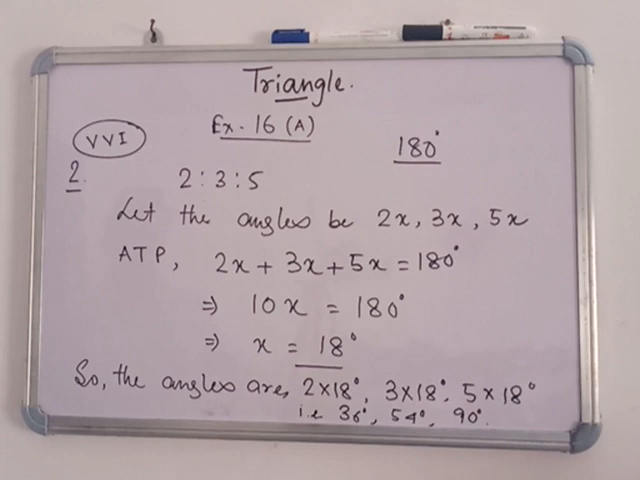 Triangle.
Ex. 16 (A)
VVI
180°
2.
2 : 3 : 5
Let the angles be 2x, 3x, 5x
ATP, 2x + 3x + 5x = 180°
⇒ 10x = 180°
⇒ x = 18°
So, the angles are, 2×18°, 3×18°, 5×18°
i.e 36°, 54°, 90°.